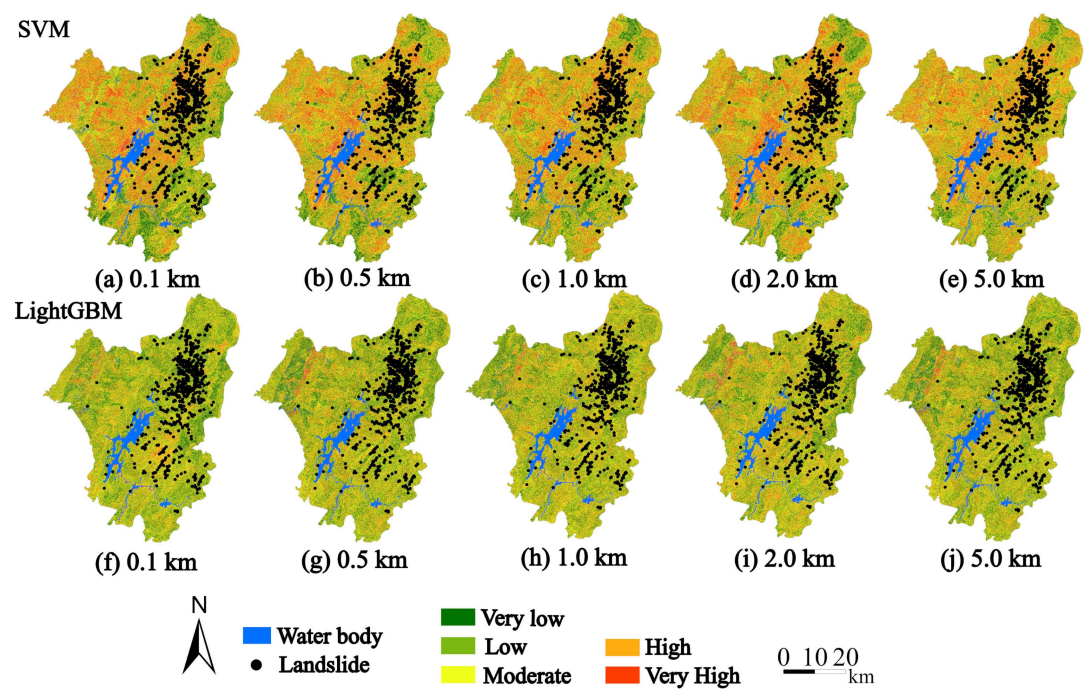 SVM
(a) 0.1 km
(b) 0.5 km
(c) 1.0 km
(d) 2.0 km
(e) 5.0 km
LightGBM
(f) 0.1 km
(g) 0.5 km
(h) 1.0 km
(i) 2.0 km
(j) 5.0 km
N
Water body
Landslide
Very low
Low
Moderate
High
Very High
0 10 20
km